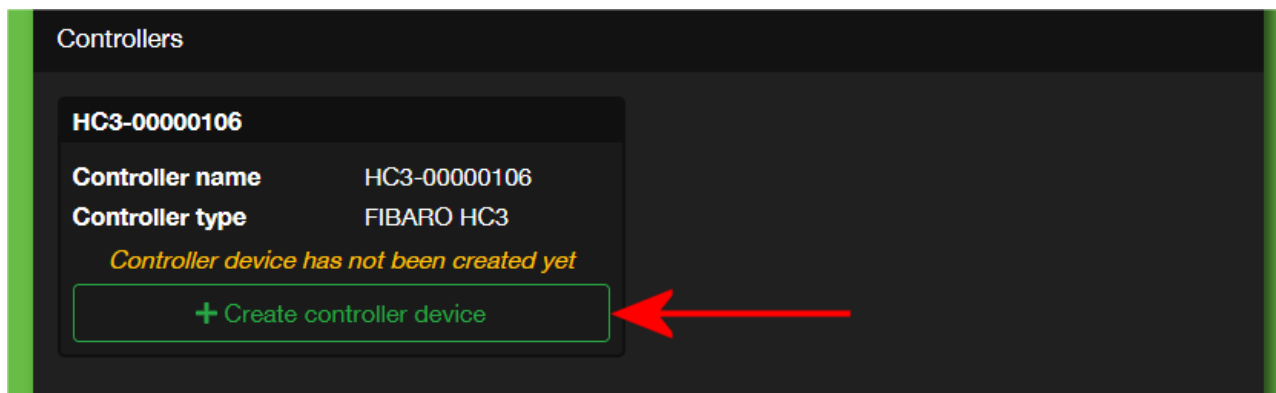 Controllers
HC3-00000106
Controller name HC3-00000106
Controller type FIBARO HC3
Controller device has not been created yet
+ Create controller device